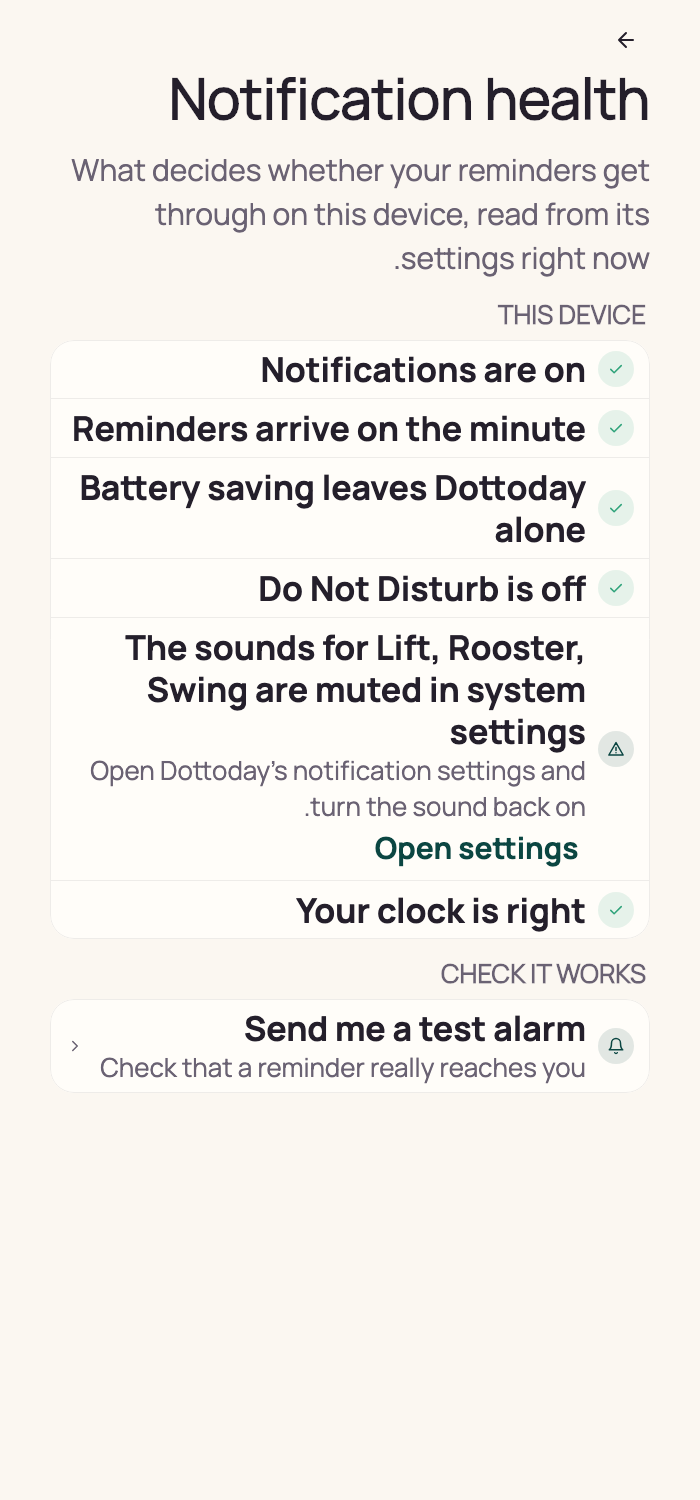 Notification health
What decides whether your reminders get
through on this device, read from its
.settings right now
THIS DEVICE
Notifications are on
Reminders arrive on the minute
Battery saving leaves Dottoday
alone
Do Not Disturb is off
The sounds for Lift, Rooster,
Swing are muted in system
settings
Open Dottoday's notification settings and
.turn the sound back on
Open settings
Your clock is right
CHECK IT WORKS
Send me a test alarm
Check that a reminder really reaches you